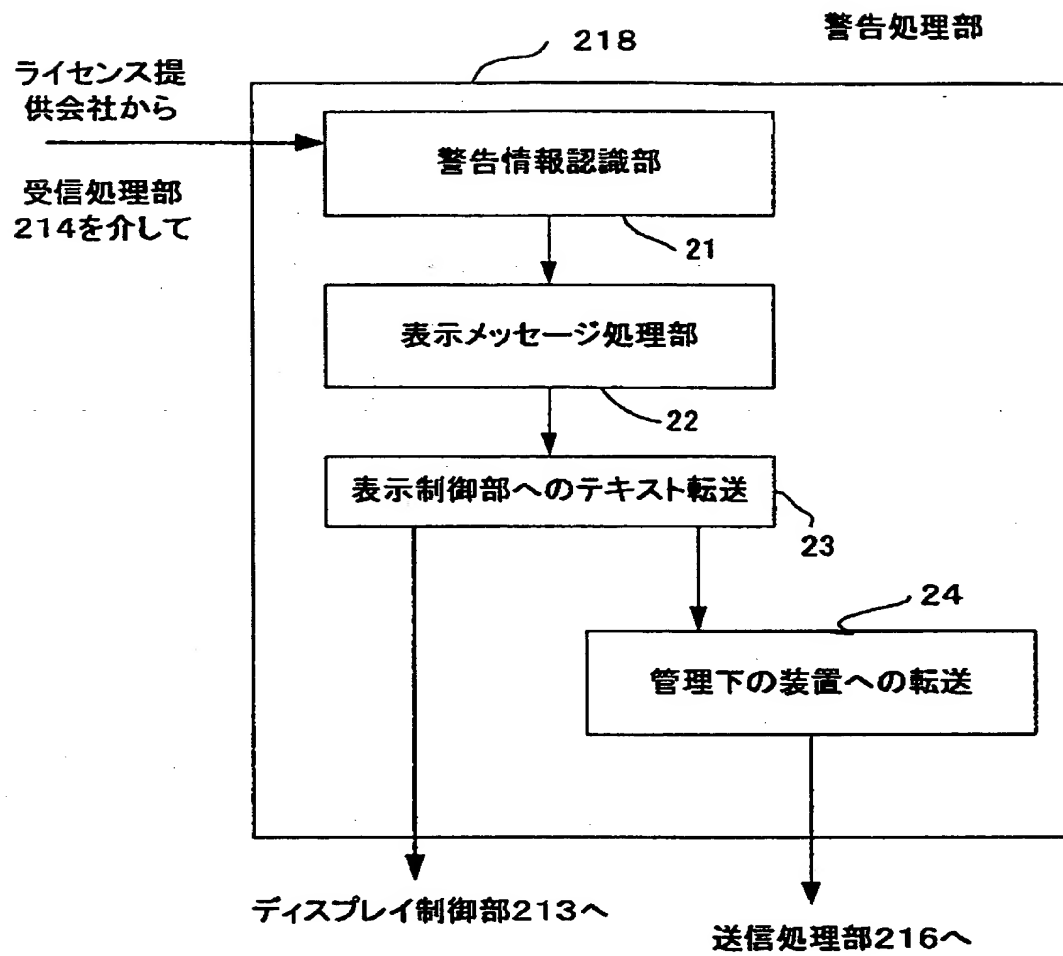 警告処理部
218
ライセンス提
供会社から
受信処理部
214を介して
警告情報認識部
21
表示メッセージ処理部
22
表示制御部へのテキスト転送
23
24
管理下の装置への転送
ディスプレイ制御部213へ
送信処理部216へ